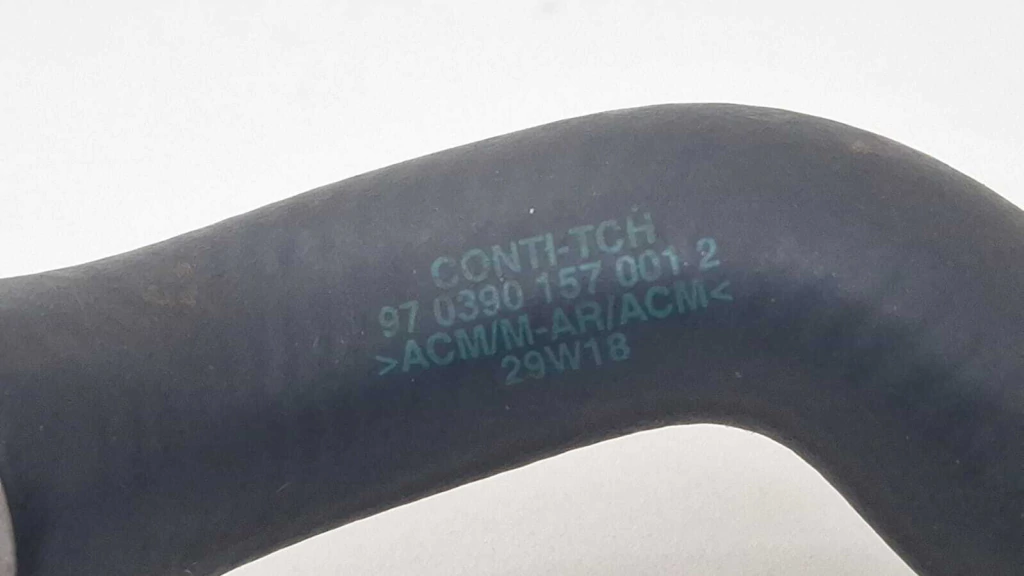 CONTI-TCH
97 0390 157 001 2
>ACM/M-AR/ACM<
29W18